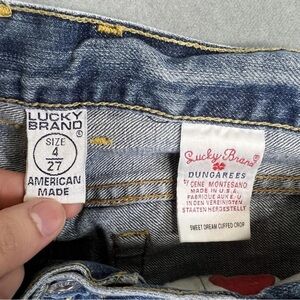 LUCKY
BRAND ®
SIZE
4
27
AMERICAN
MADE
Lucky Brand ®
DUNGAREES
BY GENE MONTESANO
MADE IN U.S.A.
FABRIQUE AUX E.U.
IN DEN VEREINIGTEN
STAATEN HERGESTELLT
SWEET DREAM CUFFED CROP